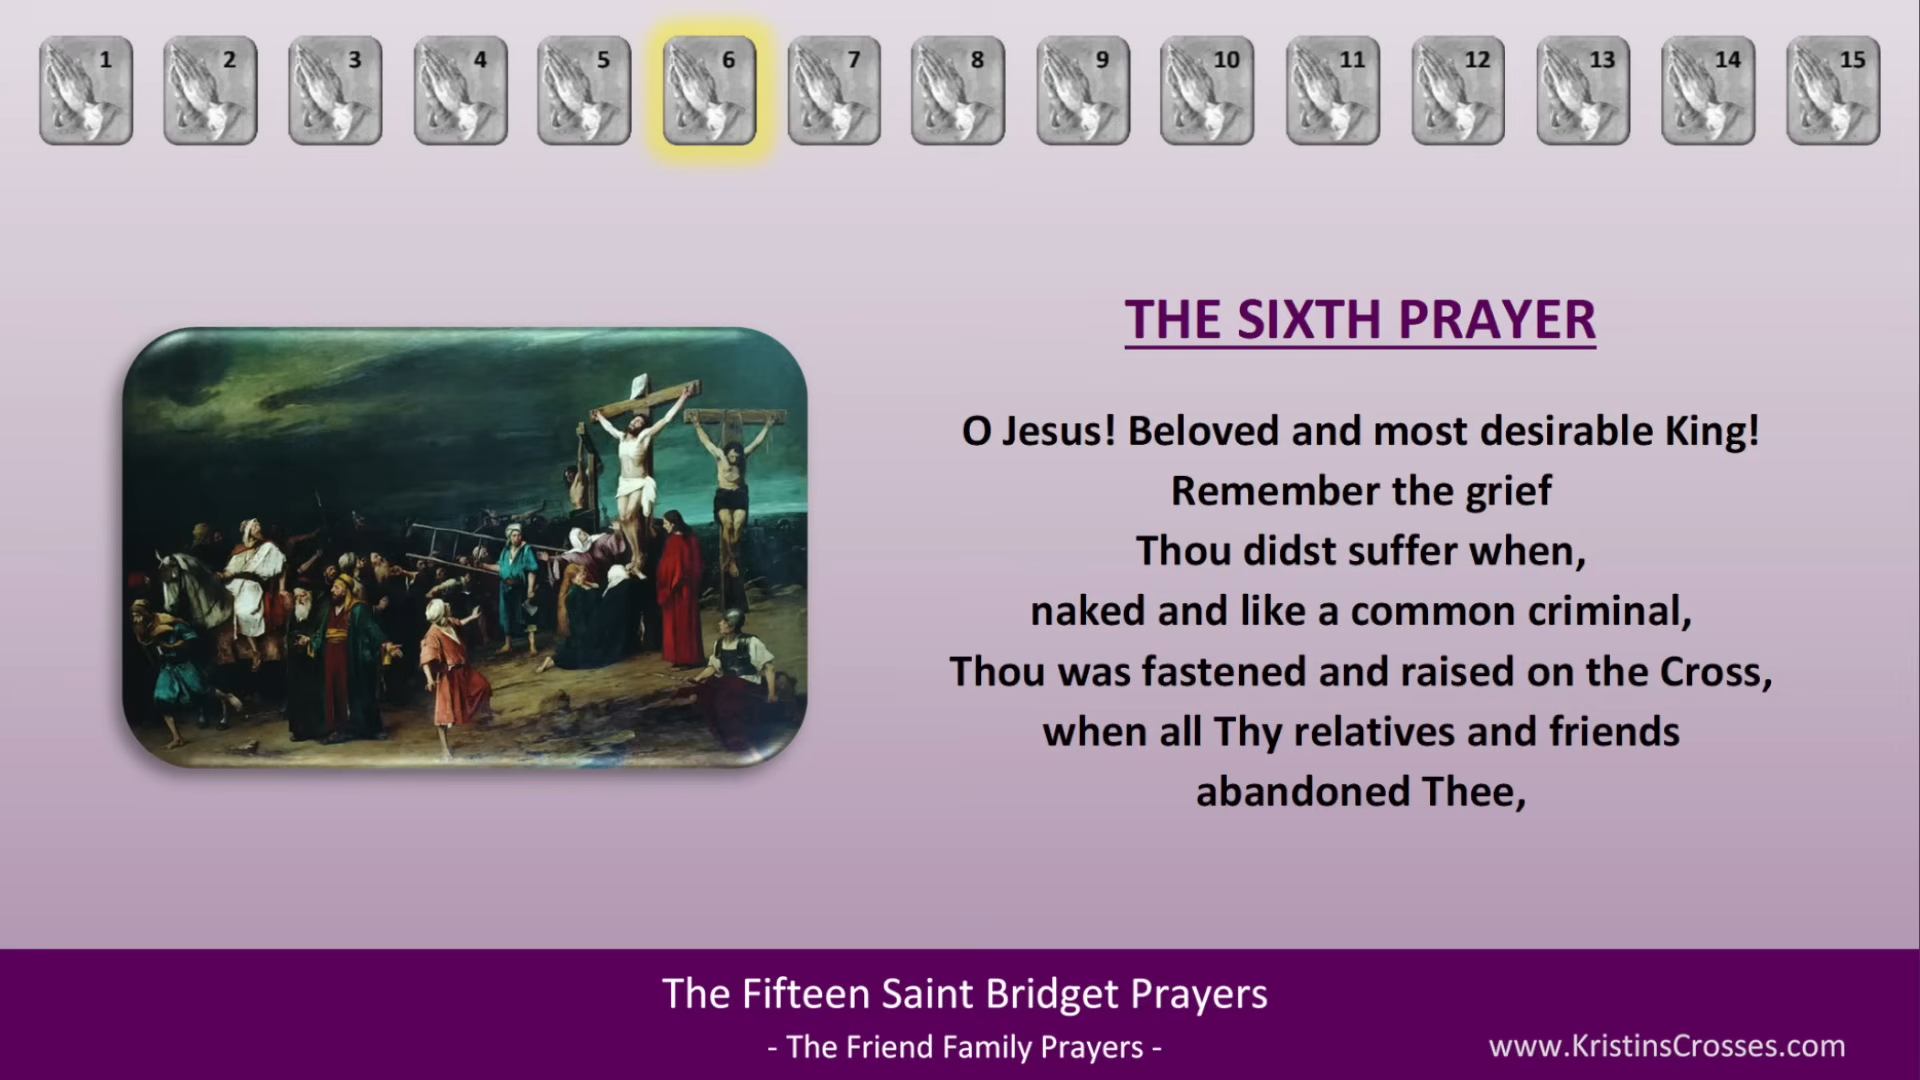 1 2 3 4 5 6 7 8 9 10 11 12 13 14 15
THE SIXTH PRAYER
O Jesus! Beloved and most desirable King!
Remember the grief
Thou didst suffer when,
naked and like a common criminal,
Thou was fastened and raised on the Cross,
when all Thy relatives and friends
abandoned Thee,
The Fifteen Saint Bridget Prayers
- The Friend Family Prayers -
www.KristinsCrosses.com